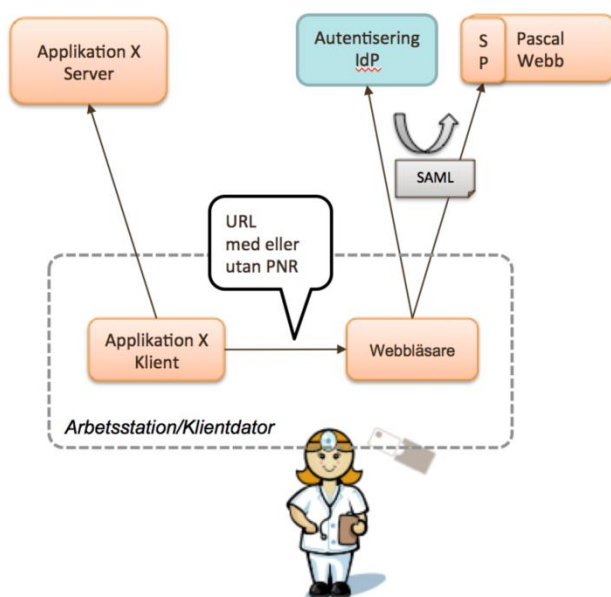 Applikation X
Server
Autentisering
IdP
S
P
Pascal
Webb
SAML
URL
med eller
utan PNR
Applikation X
Klient
Webbläsare
Arbetsstation/Klientdator